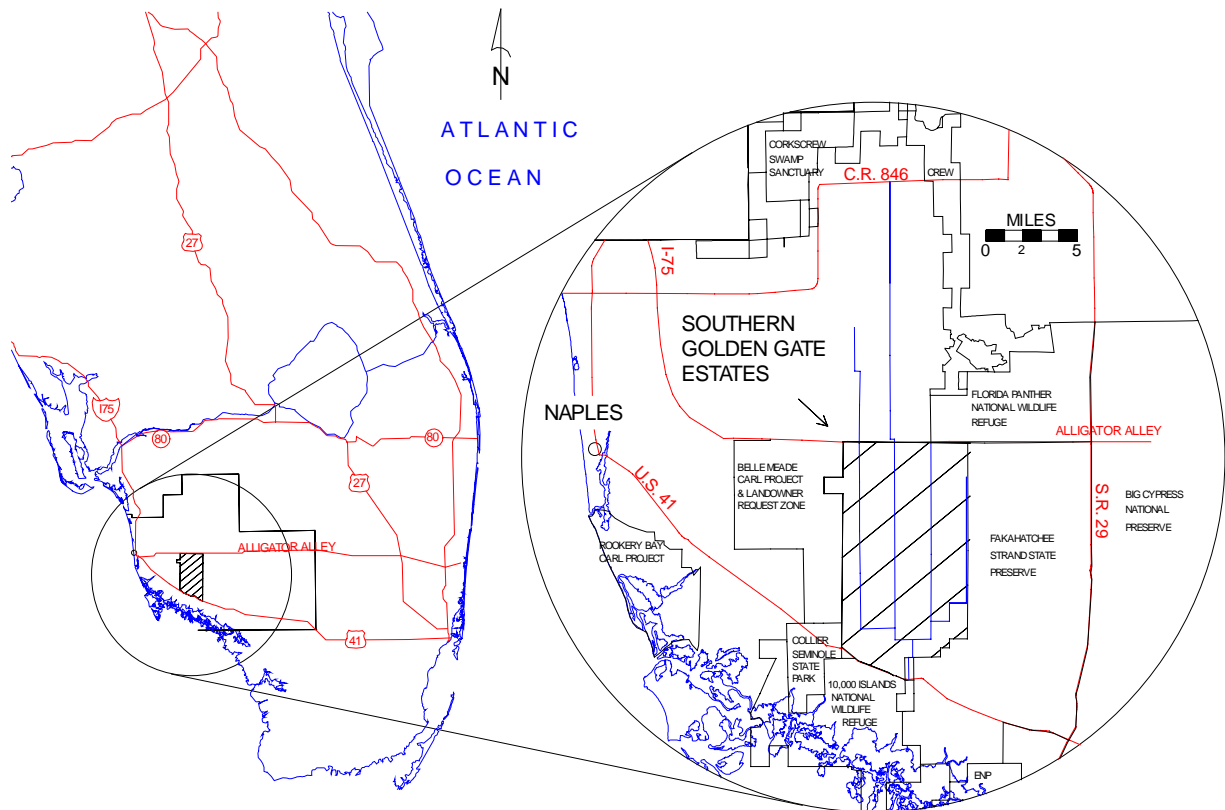 N
ATLANTIC
OCEAN
27
I75
80
80
27
ALLIGATOR ALLEY
41
CORKSCREW
SWAMP
SANCTUARY
C.R. 846
CREW
MILES
0 2 5
I-75
SOUTHERN
GOLDEN GATE
ESTATES
NAPLES
FLORIDA PANTHER
NATIONAL WILDLIFE
REFUGE
ALLIGATOR ALLEY
U.S. 41
BELLE MEADE
CARL PROJECT
& LANDOWNER
REQUEST ZONE
S.R. 29
BIG CYPRESS
NATIONAL
PRESERVE
ROOKERY BAY
CARL PROJECT
FAKAHATCHEE
STRAND STATE
PRESERVE
COLLIER
SEMINOLE
STATE
PARK
10,000 ISLANDS
NATIONAL
WILDLIFE
REFUGE
ENP